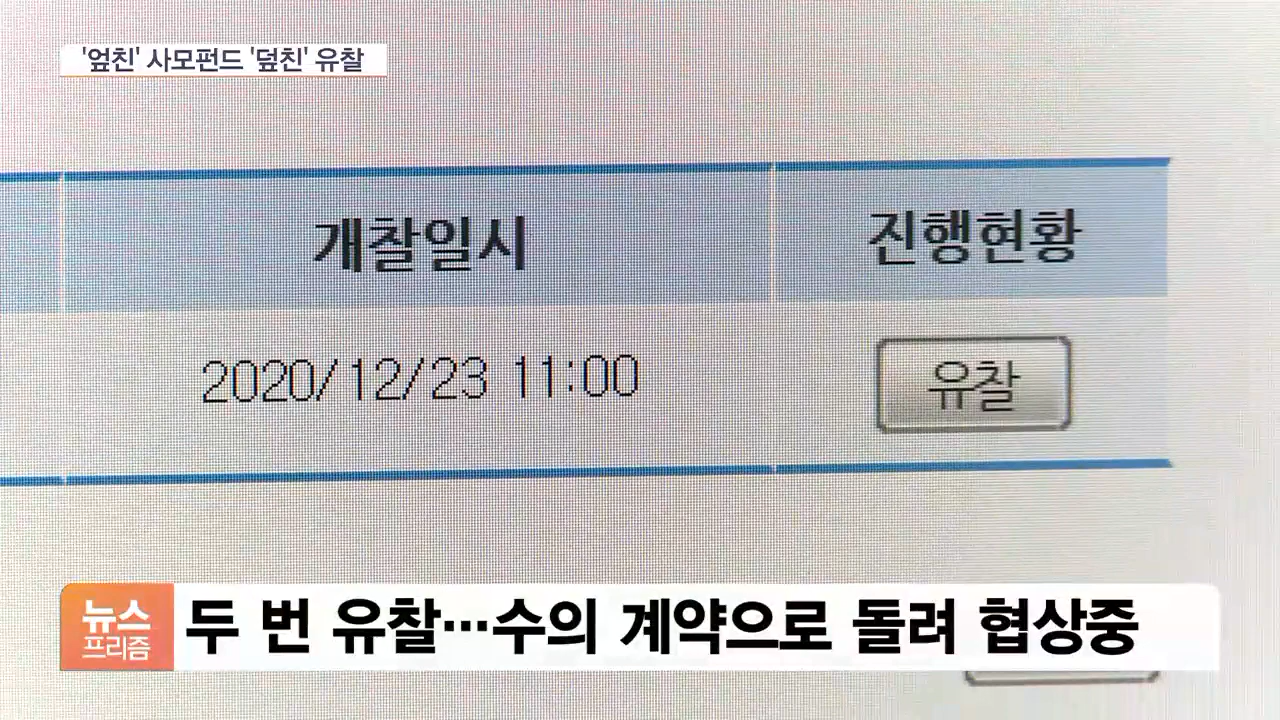 '엎친' 사모펀드 '덮친' 유찰
개찰일시 진행현황
2020/12/23 11:00 유찰
뉴스 프리즘
두 번 유찰…수의 계약으로 돌려 협상중